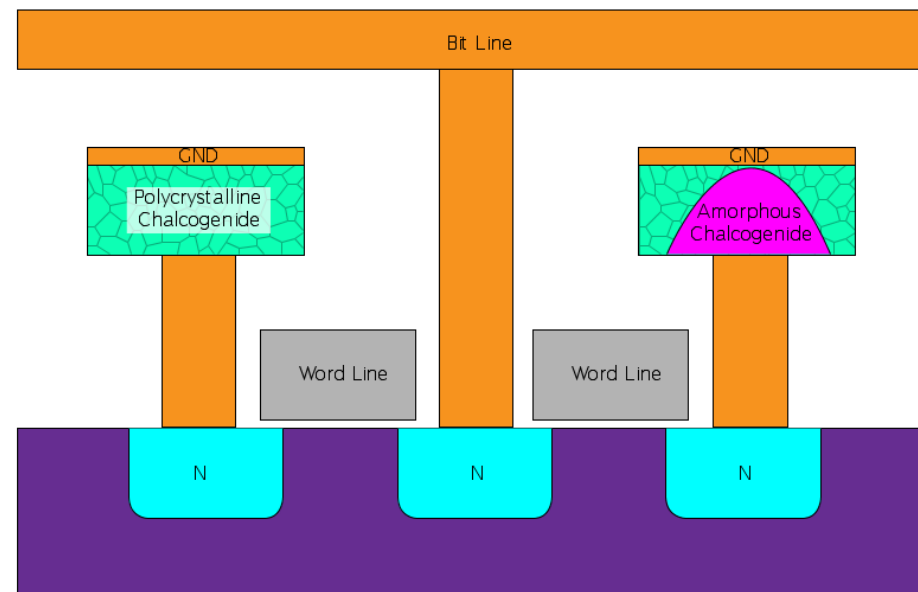 Bit Line
GND
GND
Polycrystalline
Chalcogenide
Amorphous
Chalcogenide
Word Line
Word Line
N
N
N